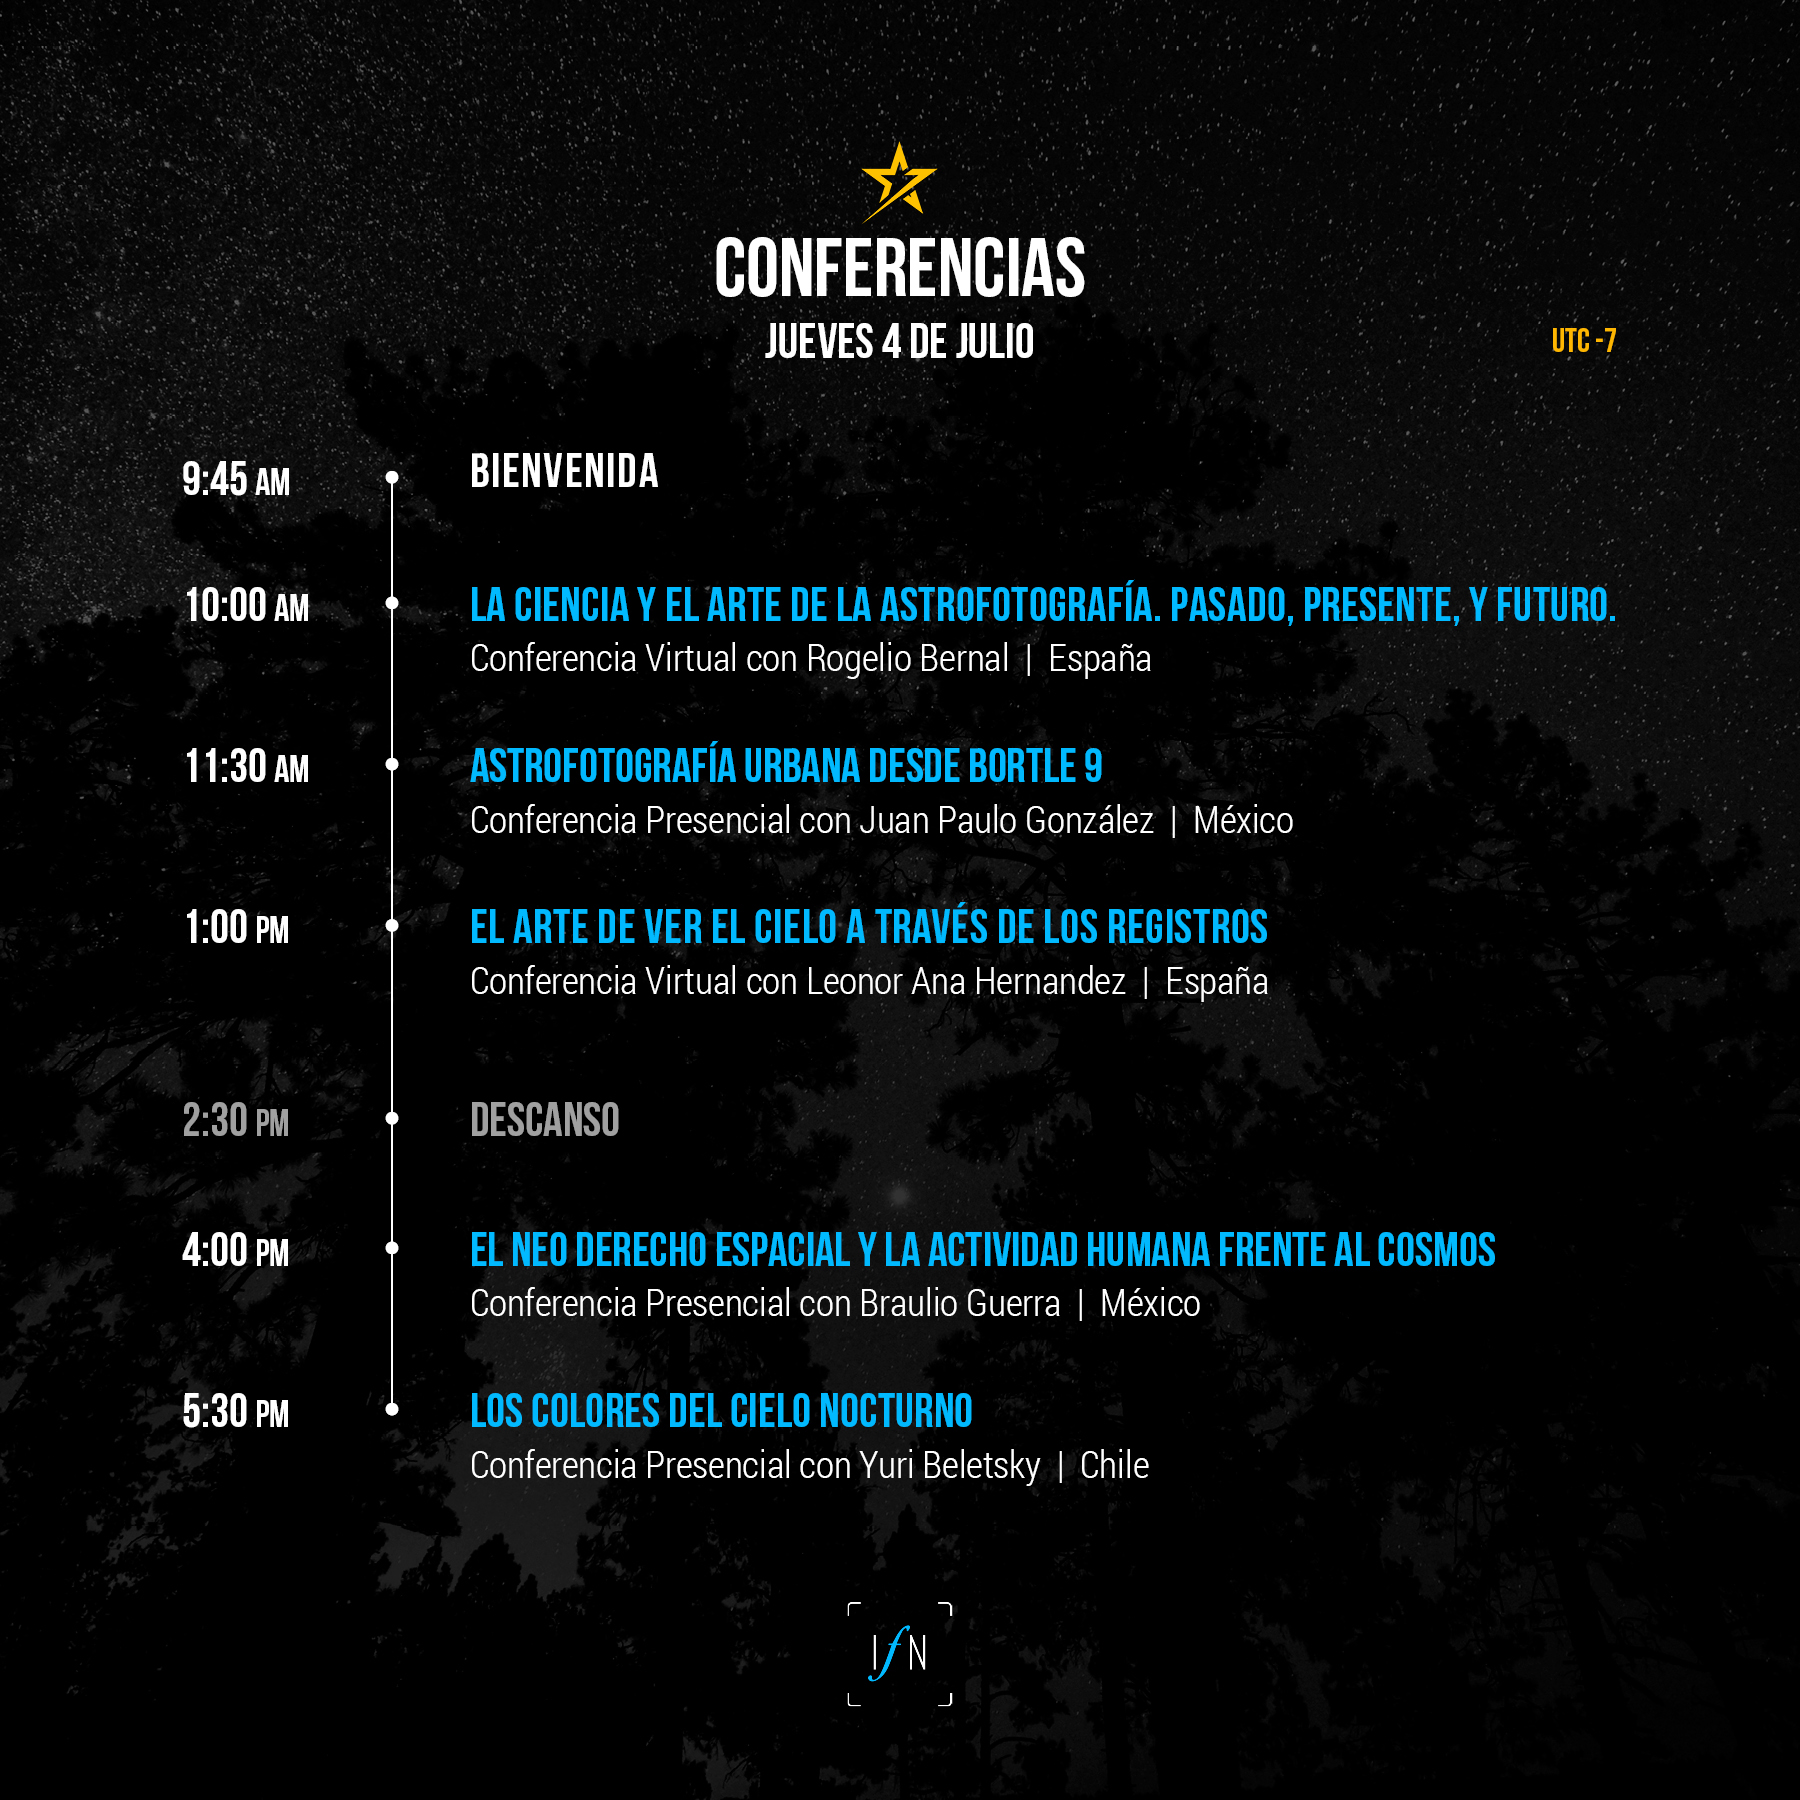 CONFERENCIAS
JUEVES 4 DE JULIO
UTC -7
9:45 AM BIENVENIDA
10:00 AM LA CIENCIA Y EL ARTE DE LA ASTROFOTOGRAFÍA. PASADO, PRESENTE, Y FUTURO.
Conferencia Virtual con Rogelio Bernal | España
11:30 AM ASTROFOTOGRAFÍA URBANA DESDE BORTLE 9
Conferencia Presencial con Juan Paulo González | México
1:00 PM EL ARTE DE VER EL CIELO A TRAVÉS DE LOS REGISTROS
Conferencia Virtual con Leonor Ana Hernandez | España
2:30 PM DESCANSO
4:00 PM EL NEO DERECHO ESPACIAL Y LA ACTIVIDAD HUMANA FRENTE AL COSMOS
Conferencia Presencial con Braulio Guerra | México
5:30 PM LOS COLORES DEL CIELO NOCTURNO
Conferencia Presencial con Yuri Beletsky | Chile
IfN